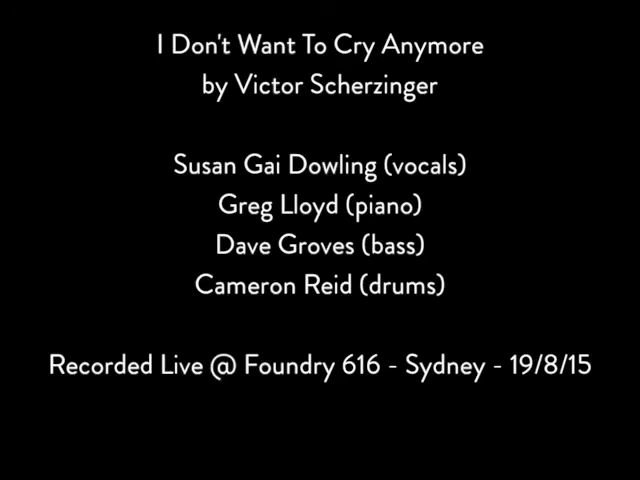 I Don't Want To Cry Anymore
by Victor Scherzinger
Susan Gai Dowling (vocals)
Greg Lloyd (piano)
Dave Groves (bass)
Cameron Reid (drums)
Recorded Live @ Foundry 616 - Sydney - 19/8/15